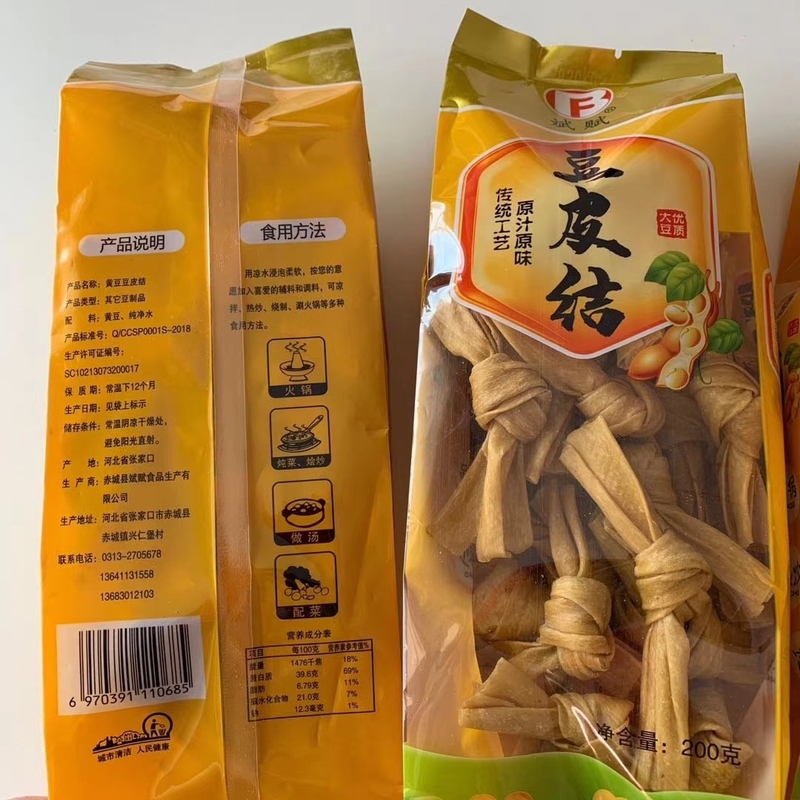 产品说明
产品名称：黄豆豆皮结
产品类型：其它豆制品
配 料：黄豆、纯净水
产品标准号：Q/CCSP0001S-2018
生产许可证编号：
SC10213073200017
保 质 期：常温下12个月
生产日期：见袋上标示
储存条件：常温阴凉干燥处，
避免阳光直射。
产 地：河北省张家口
生 产 商：赤城县斌赋食品生产有
限公司
生产地址：河北省张家口市赤城县
赤城镇兴仁堡村
联系电话：0313-2705678
13641131558
13683012103
6 970391 110685
城市清洁 人民健康
食用方法
用凉水浸泡柔软，按您的意
愿加入喜爱的辅料和调料，可凉
拌、热炒、烧制、涮火锅等多种
食用方法。
火锅
炖菜、烩炒
做汤
配菜
营养成分表
项目 每100克 营养素参考值%
能量 1476千焦 18%
蛋白质 39.6克 69%
脂肪 6.79克 11%
碳水化合物 21.0克 7%
钠 12.3毫克 1%
斌赋
豆皮结
原汁原味
传统工艺
优质
大豆
净含量：200克